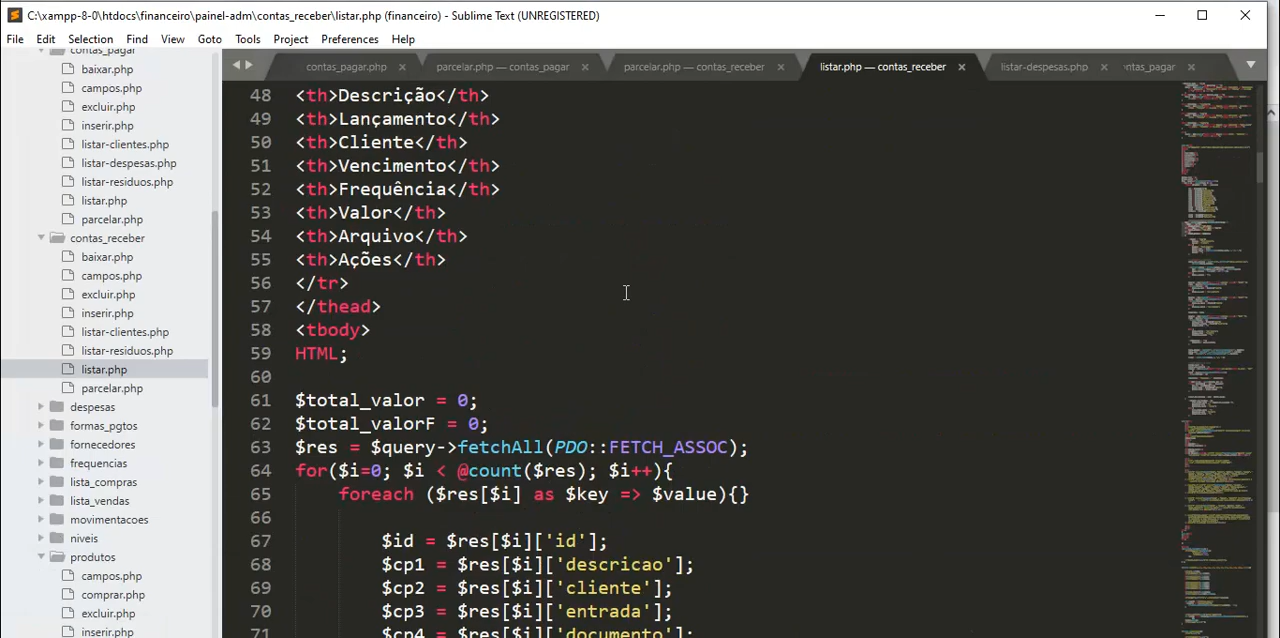 C:\xampp-8-0\htdocs\financeiro\painel-adm\contas_receber\listar.php (financeiro) - Sublime Text (UNREGISTERED)
File Edit Selection Find View Goto Tools Project Preferences Help
contas_pagar.php parcelar.php — contas_pagar parcelar.php — contas_receber listar.php — contas_receber listar-despesas.php ntas_pagar
contas_pagar
baixar.php
campos.php
excluir.php
inserir.php
listar-clientes.php
listar-despesas.php
listar-residuos.php
listar.php
parcelar.php
contas_receber
baixar.php
campos.php
excluir.php
inserir.php
listar-clientes.php
listar-residuos.php
listar.php
parcelar.php
despesas
formas_pgtos
fornecedores
frequencias
lista_compras
lista_vendas
movimentacoes
niveis
produtos
campos.php
comprar.php
excluir.php
inserir.php
48 <th>Descrição</th>
49 <th>Lançamento</th>
50 <th>Cliente</th>
51 <th>Vencimento</th>
52 <th>Frequência</th>
53 <th>Valor</th>
54 <th>Arquivo</th>
55 <th>Ações</th>
56 </tr>
57 </thead>
58 <tbody>
59 HTML;
60
61 $total_valor = 0;
62 $total_valorF = 0;
63 $res = $query->fetchAll(PDO::FETCH_ASSOC);
64 for($i=0; $i < @count($res); $i++){
65 foreach ($res[$i] as $key => $value){}
66
67 $id = $res[$i]['id'];
68 $cp1 = $res[$i]['descricao'];
69 $cp2 = $res[$i]['cliente'];
70 $cp3 = $res[$i]['entrada'];
71 $cp4 = $res[$i]['documento'];